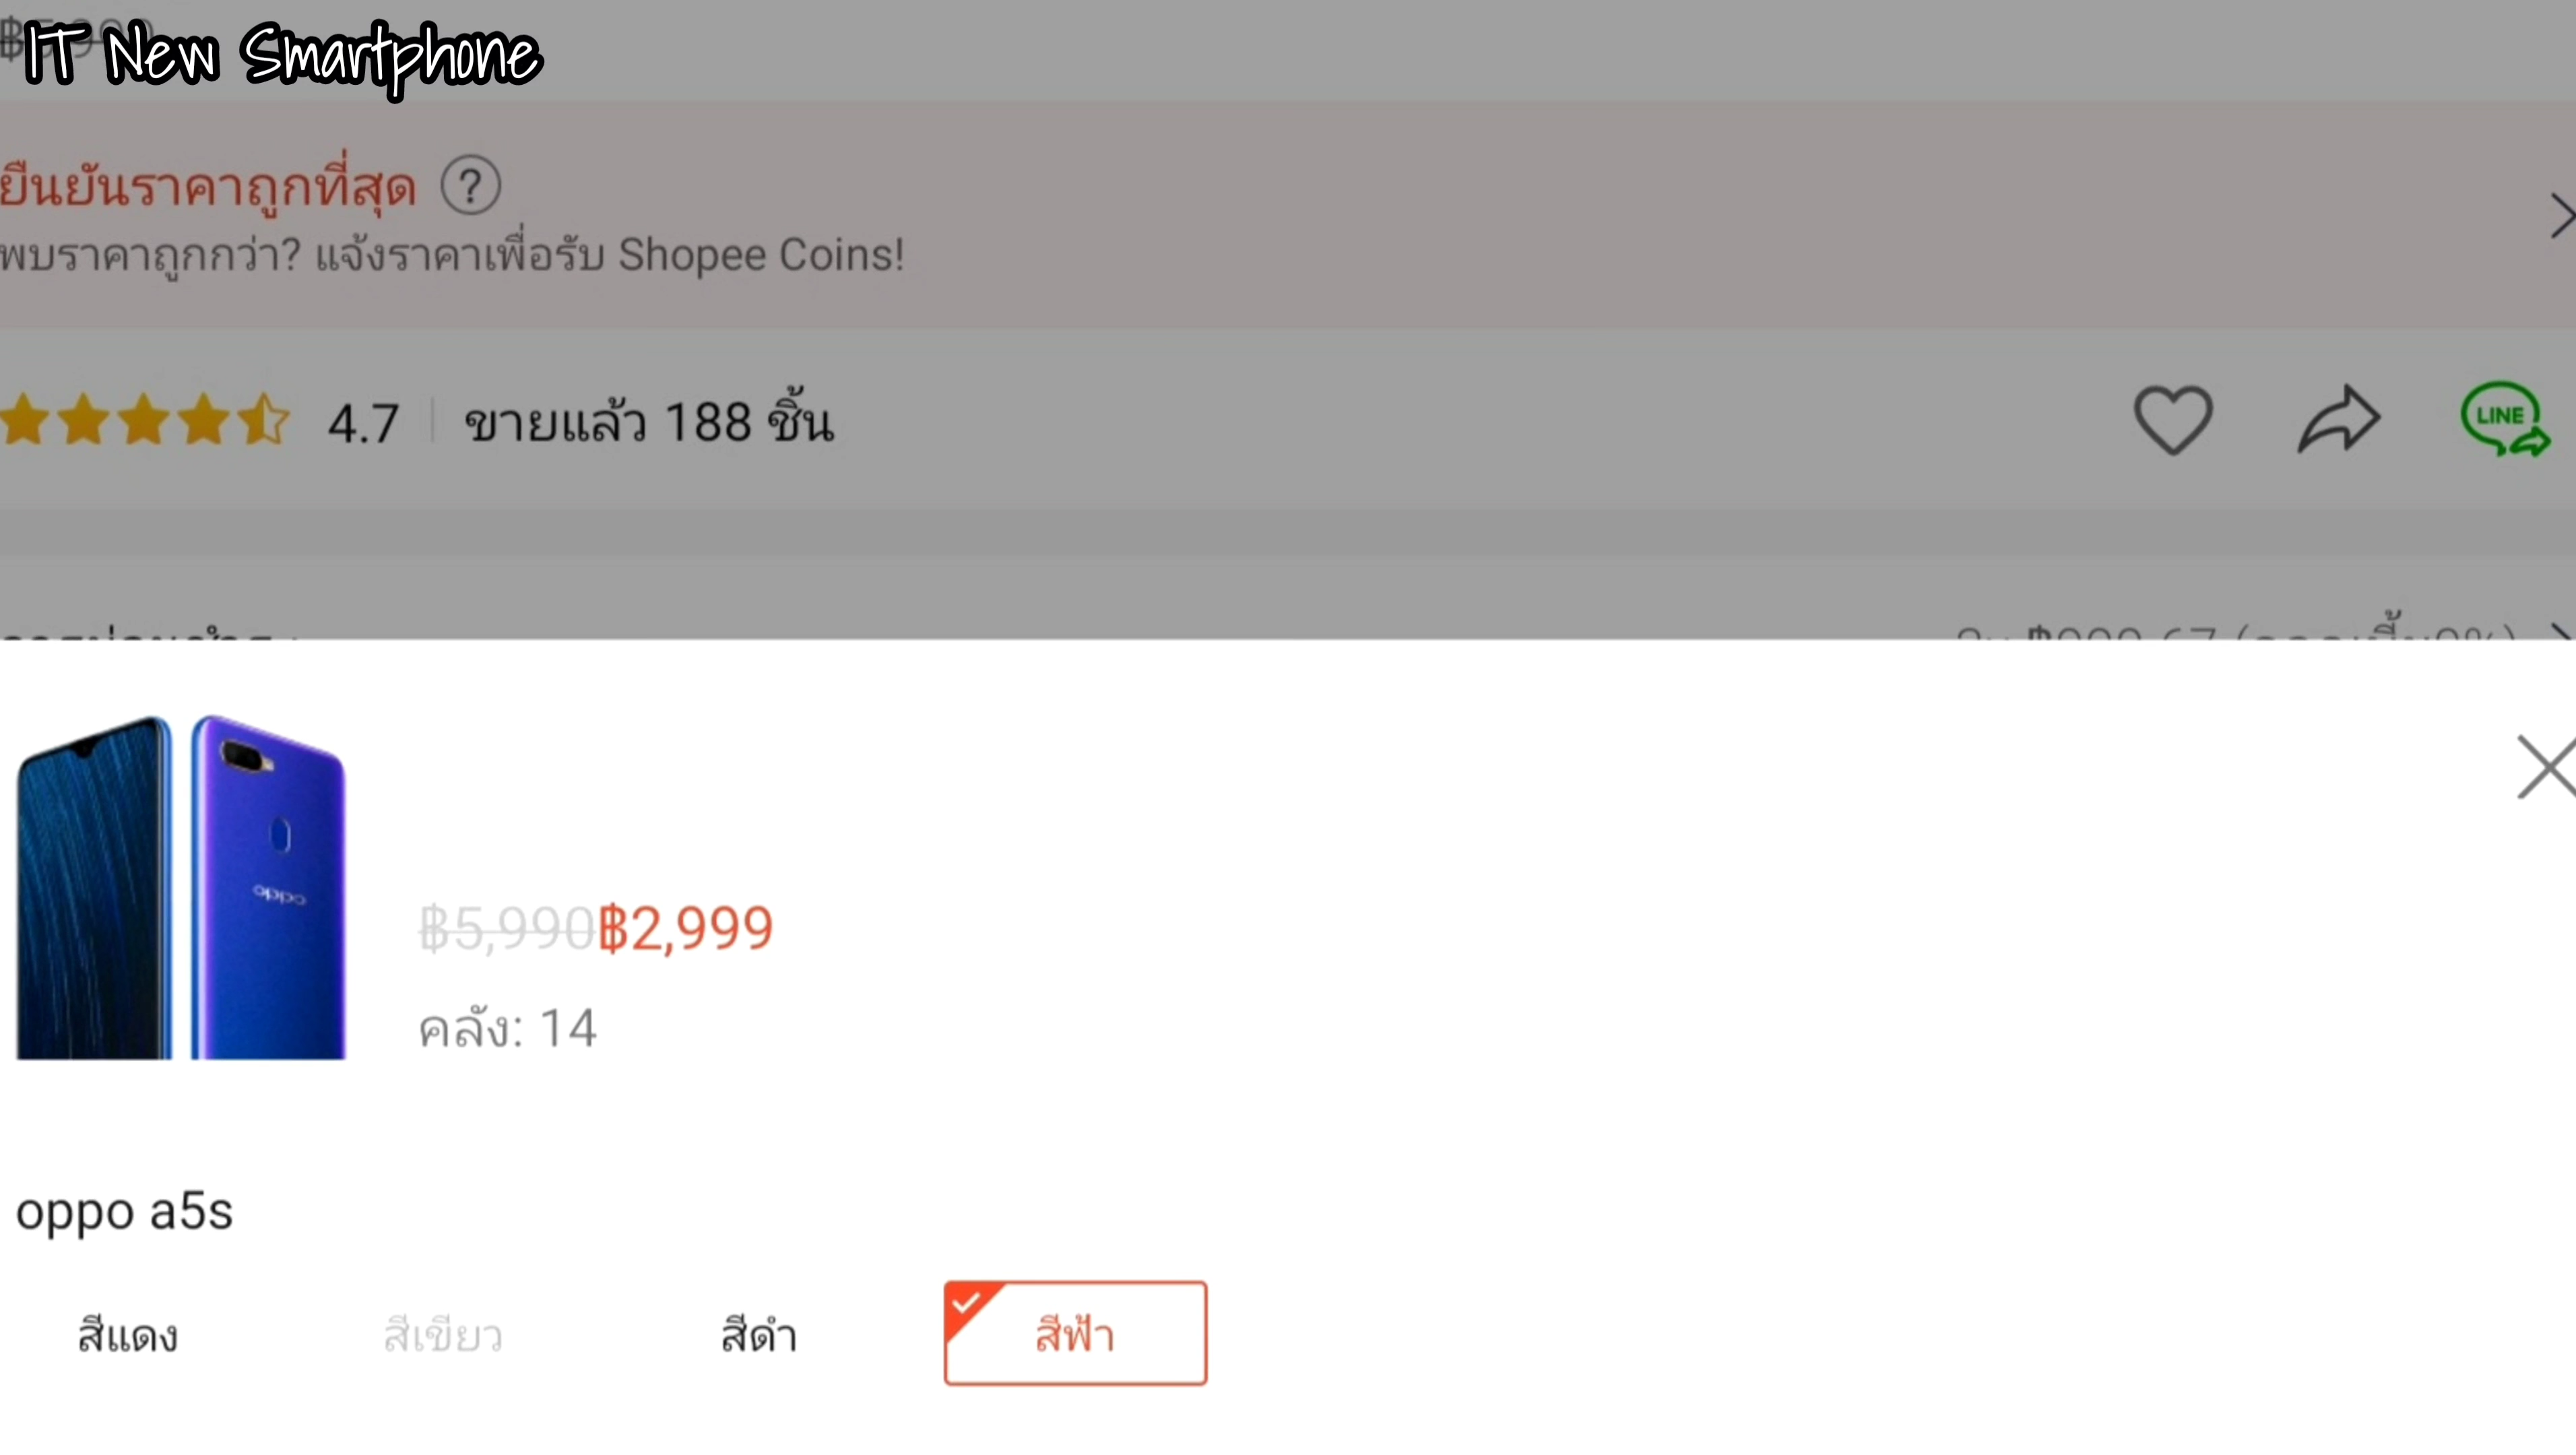 IT New Smartphone
ยืนยันราคาถูกที่สุด ?
พบราคาถูกกว่า? แจ้งราคาเพื่อรับ Shopee Coins!
4.7 ขายแล้ว 188 ชิ้น
LINE
oppo
฿5,990฿2,999
คลัง: 14
oppo a5s
สีแดง สีเขียว สีดำ สีฟ้า